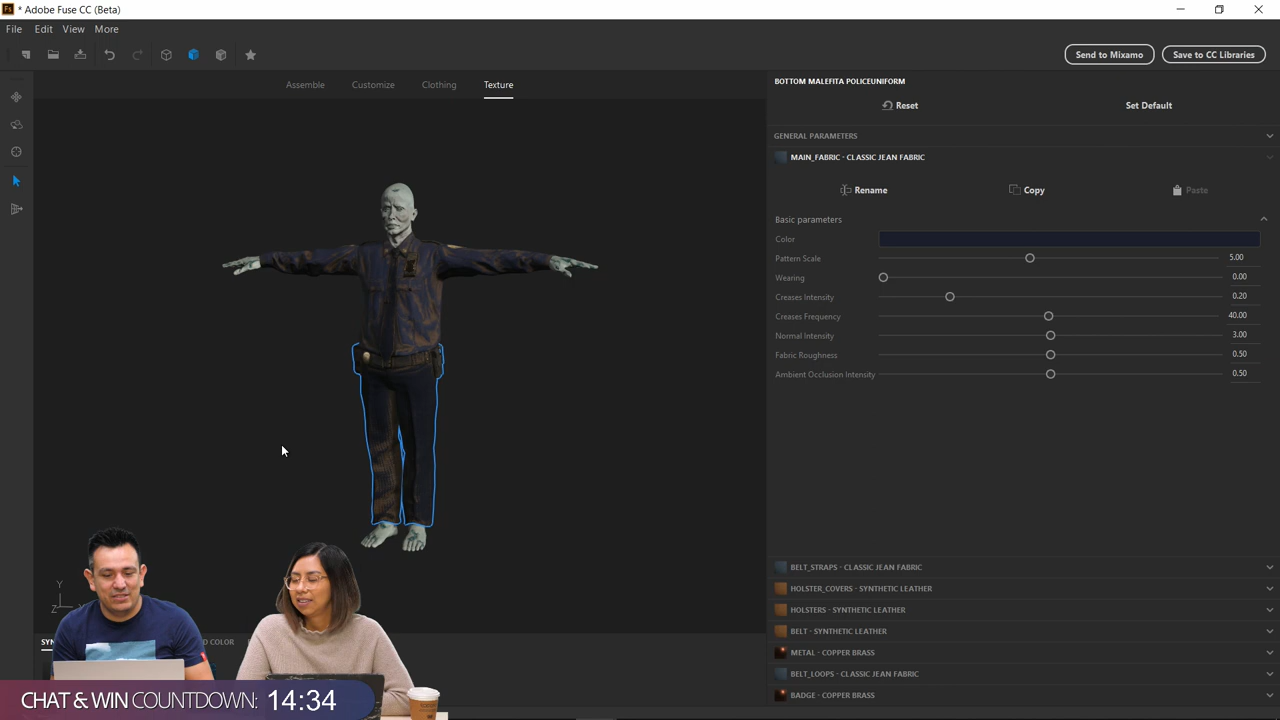 Fs * Adobe Fuse CC (Beta)
File Edit View More
Send to Mixamo Save to CC Libraries
Assemble Customize Clothing Texture
BOTTOM MALEFITA POLICEUNIFORM
Reset Set Default
GENERAL PARAMETERS
MAIN_FABRIC - CLASSIC JEAN FABRIC
Rename Copy Paste
Basic parameters
Color
Pattern Scale 5.00
Wearing 0.00
Creases Intensity 0.20
Creases Frequency 40.00
Normal Intensity 3.00
Fabric Roughness 0.50
Ambient Occlusion Intensity 0.50
BELT_STRAPS - CLASSIC JEAN FABRIC
HOLSTER_COVERS - SYNTHETIC LEATHER
HOLSTERS - SYNTHETIC LEATHER
BELT - SYNTHETIC LEATHER
METAL - COPPER BRASS
BELT_LOOPS - CLASSIC JEAN FABRIC
BADGE - COPPER BRASS
Y
Z
COLOR
CHAT & WIN COUNTDOWN: 14:34